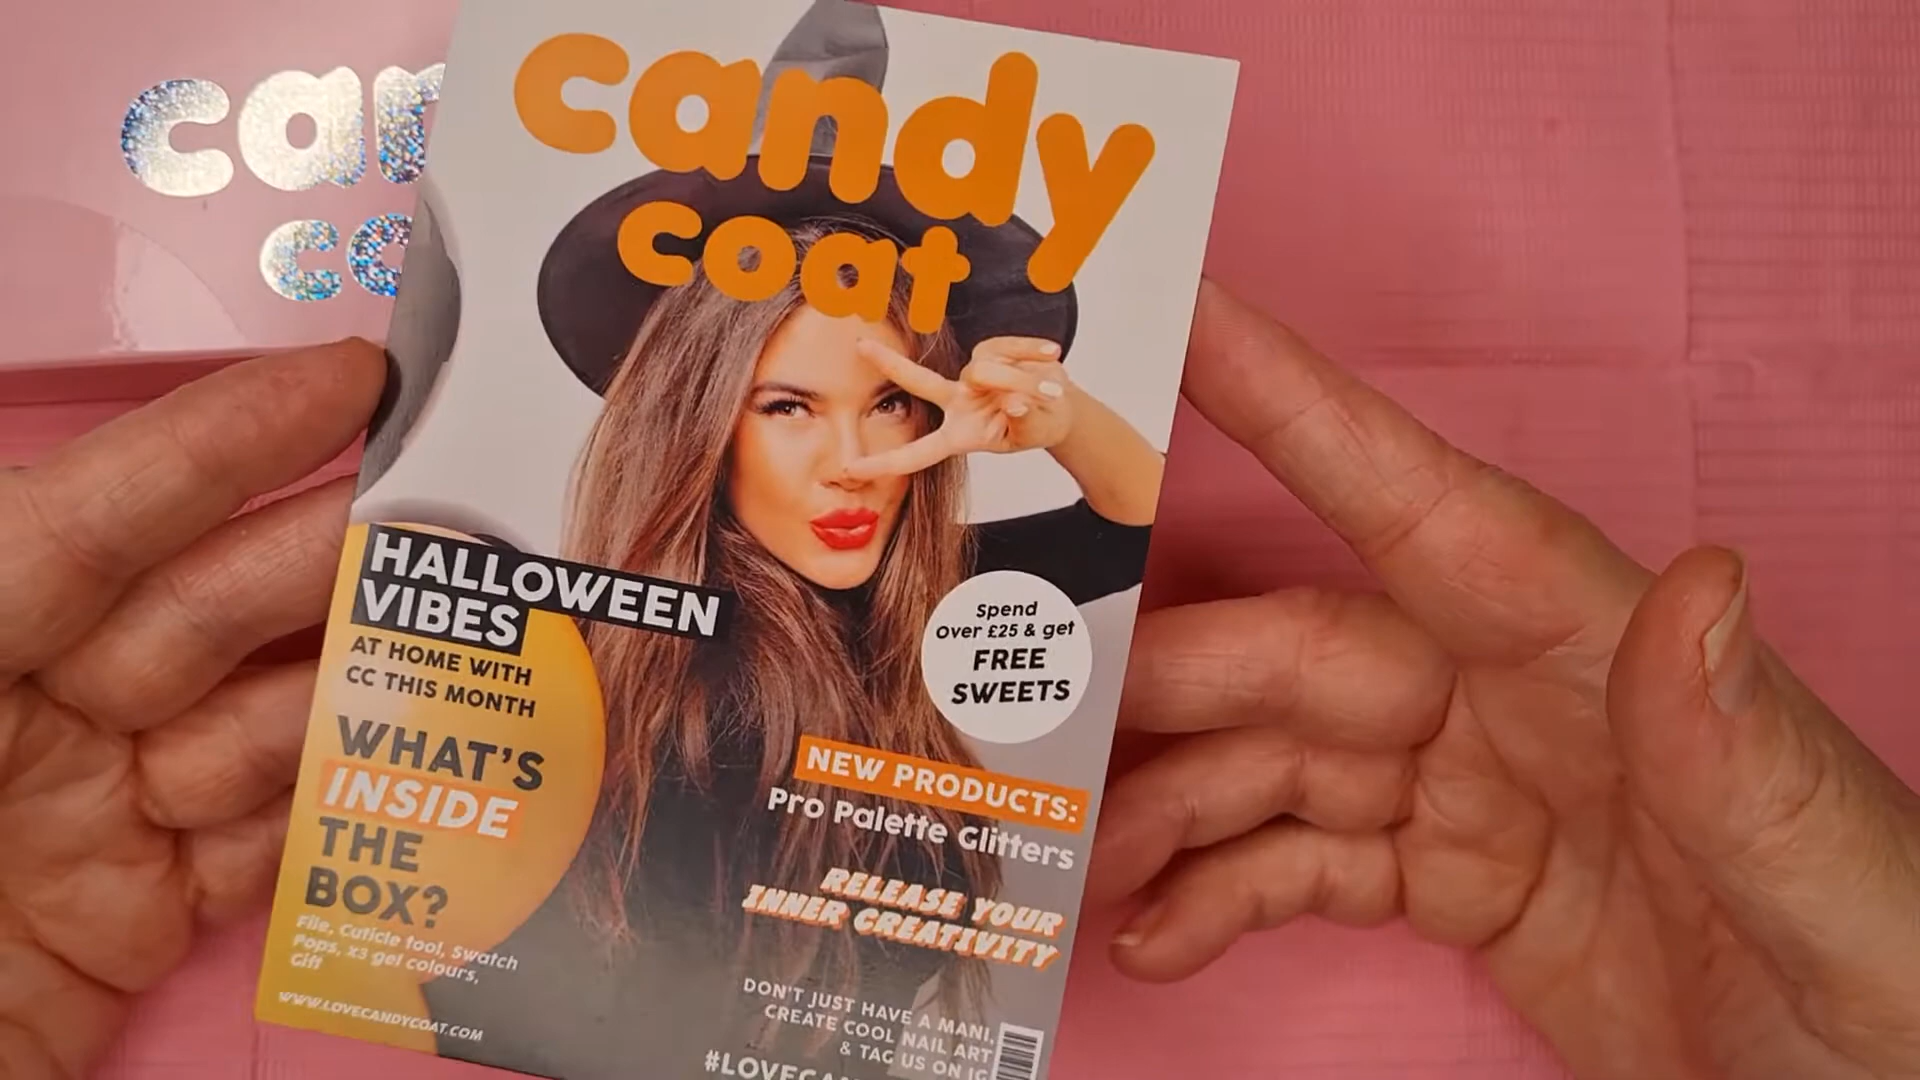 candy
coat
HALLOWEEN
VIBES
AT HOME WITH
CC THIS MONTH
WHAT'S
INSIDE
THE
BOX?
File, Cuticle tool, Swatch
Pops, x3 gel colours,
Gift
WWW.LOVECANDYCOAT.COM
Spend
Over £25 & get
FREE
SWEETS
NEW PRODUCTS:
Pro Palette Glitters
RELEASE YOUR
INNER CREATIVITY
DON'T JUST HAVE A MANI,
CREATE COOL NAIL ART
& TAG US ON IG